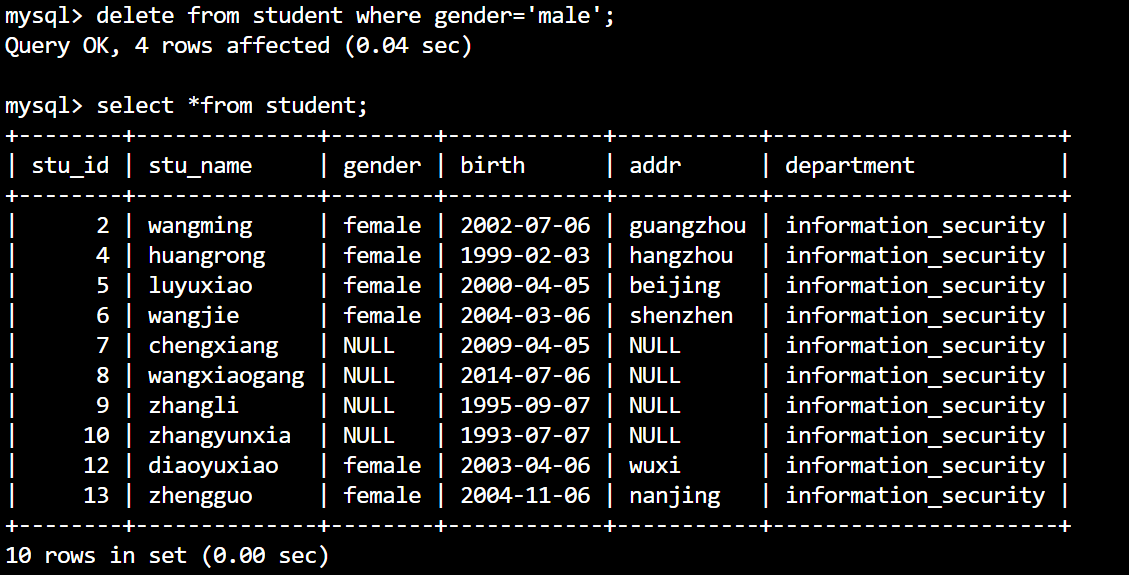 mysql> delete from student where gender='male';
Query OK, 4 rows affected (0.04 sec)

mysql> select *from student;
+--------+--------------+--------+------------+-----------+----------------------+
| stu_id | stu_name     | gender | birth      | addr      | department           |
+--------+--------------+--------+------------+-----------+----------------------+
|      2 | wangming     | female | 2002-07-06 | guangzhou | information_security |
|      4 | huangrong    | female | 1999-02-03 | hangzhou  | information_security |
|      5 | luyuxiao     | female | 2000-04-05 | beijing   | information_security |
|      6 | wangjie      | female | 2004-03-06 | shenzhen  | information_security |
|      7 | chengxiang   | NULL   | 2009-04-05 | NULL      | information_security |
|      8 | wangxiaogang | NULL   | 2014-07-06 | NULL      | information_security |
|      9 | zhangli      | NULL   | 1995-09-07 | NULL      | information_security |
|     10 | zhangyunxia  | NULL   | 1993-07-07 | NULL      | information_security |
|     12 | diaoyuxiao   | female | 2003-04-06 | wuxi      | information_security |
|     13 | zhengguo     | female | 2004-11-06 | nanjing   | information_security |
+--------+--------------+--------+------------+-----------+----------------------+
10 rows in set (0.00 sec)